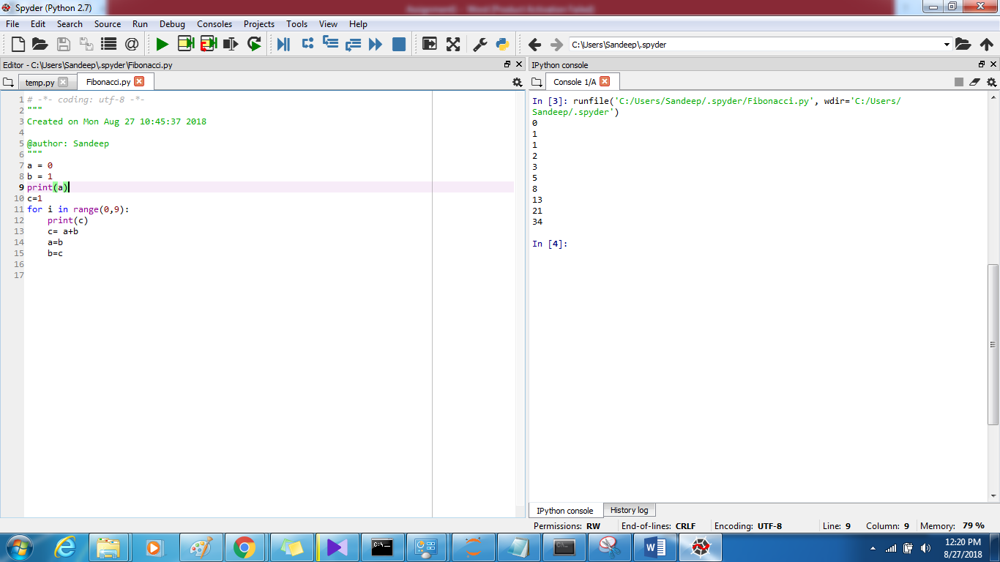 Spyder (Python 2.7)
File Edit Search Source Run Debug Consoles Projects Tools View Help
C:\Users\Sandeep\.spyder
Editor - C:\Users\Sandeep\.spyder\Fibonacci.py
temp.py Fibonacci.py
1 # -*- coding: utf-8 -*-
2 """
3 Created on Mon Aug 27 10:45:37 2018
4
5 @author: Sandeep
6 """
7 a = 0
8 b = 1
9 print(a)
10 c=1
11 for i in range(0,9):
12     print(c)
13     c= a+b
14     a=b
15     b=c
16
17
IPython console
Console 1/A
In [3]: runfile('C:/Users/Sandeep/.spyder/Fibonacci.py', wdir='C:/Users/
Sandeep/.spyder')
0
1
1
2
3
5
8
13
21
34
In [4]:
IPython console History log
Permissions: RW End-of-lines: CRLF Encoding: UTF-8 Line: 9 Column: 9 Memory: 79 %
12:20 PM
8/27/2018